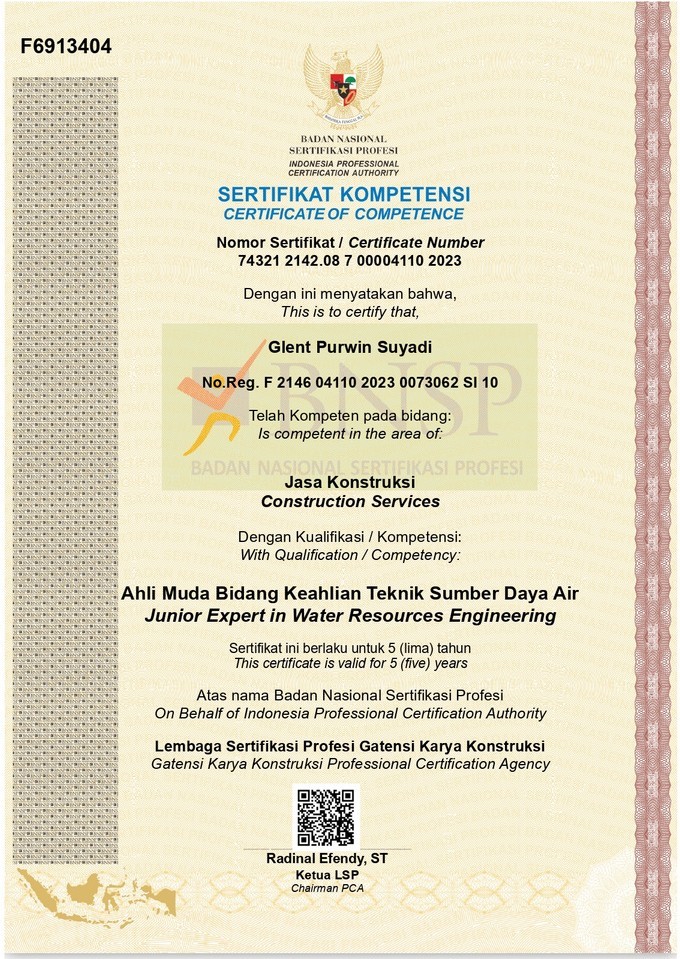 F6913404
BADAN NASIONAL
SERTIFIKASI PROFESI
INDONESIA PROFESSIONAL
CERTIFICATION AUTHORITY
SERTIFIKAT KOMPETENSI
CERTIFICATE OF COMPETENCE
Nomor Sertifikat / Certificate Number
74321 2142.08 7 00004110 2023
Dengan ini menyatakan bahwa,
This is to certify that,
Glent Purwin Suyadi
No.Reg. F 2146 04110 2023 0073062 SI 10
BNSP
Telah Kompeten pada bidang:
Is competent in the area of:
BADAN NASIONAL SERTIFIKASI PROFESI
Jasa Konstruksi
Construction Services
Dengan Kualifikasi / Kompetensi:
With Qualification / Competency:
Ahli Muda Bidang Keahlian Teknik Sumber Daya Air
Junior Expert in Water Resources Engineering
Sertifikat ini berlaku untuk 5 (lima) tahun
This certificate is valid for 5 (five) years
Atas nama Badan Nasional Sertifikasi Profesi
On Behalf of Indonesia Professional Certification Authority
Lembaga Sertifikasi Profesi Gatensi Karya Konstruksi
Gatensi Karya Konstruksi Professional Certification Agency
Radinal Efendy, ST
Ketua LSP
Chairman PCA